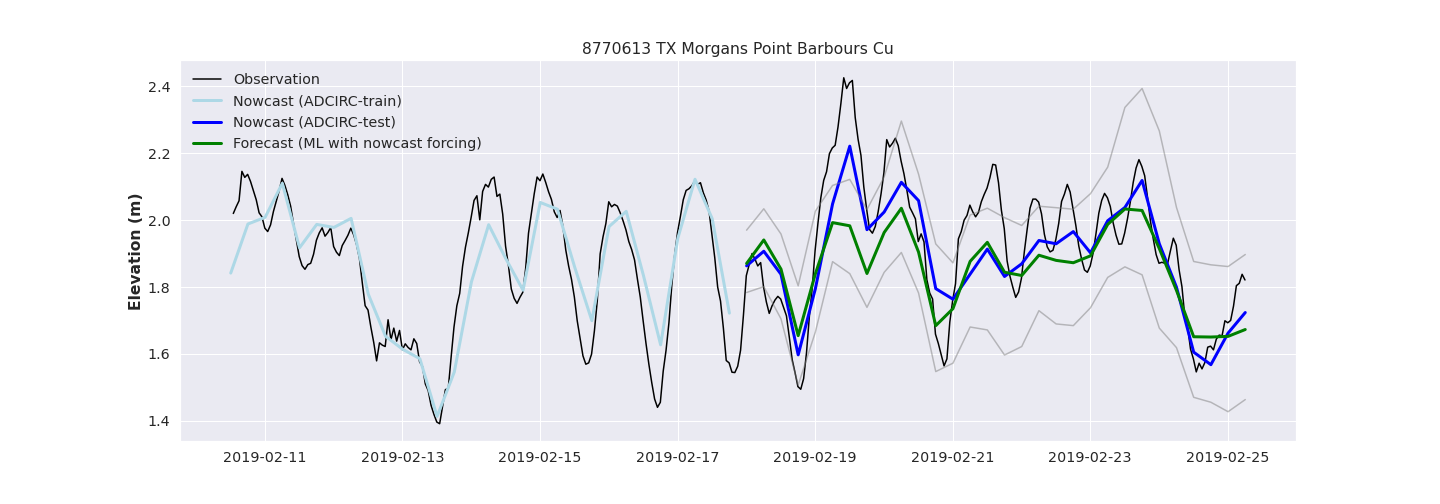 8770613 TX Morgans Point Barbours Cu
Observation
Nowcast (ADCIRC-train)
Nowcast (ADCIRC-test)
Forecast (ML with nowcast forcing)
Elevation (m)
2.4
2.2
2.0
1.8
1.6
1.4
2019-02-11 2019-02-13 2019-02-15 2019-02-17 2019-02-19 2019-02-21 2019-02-23 2019-02-25